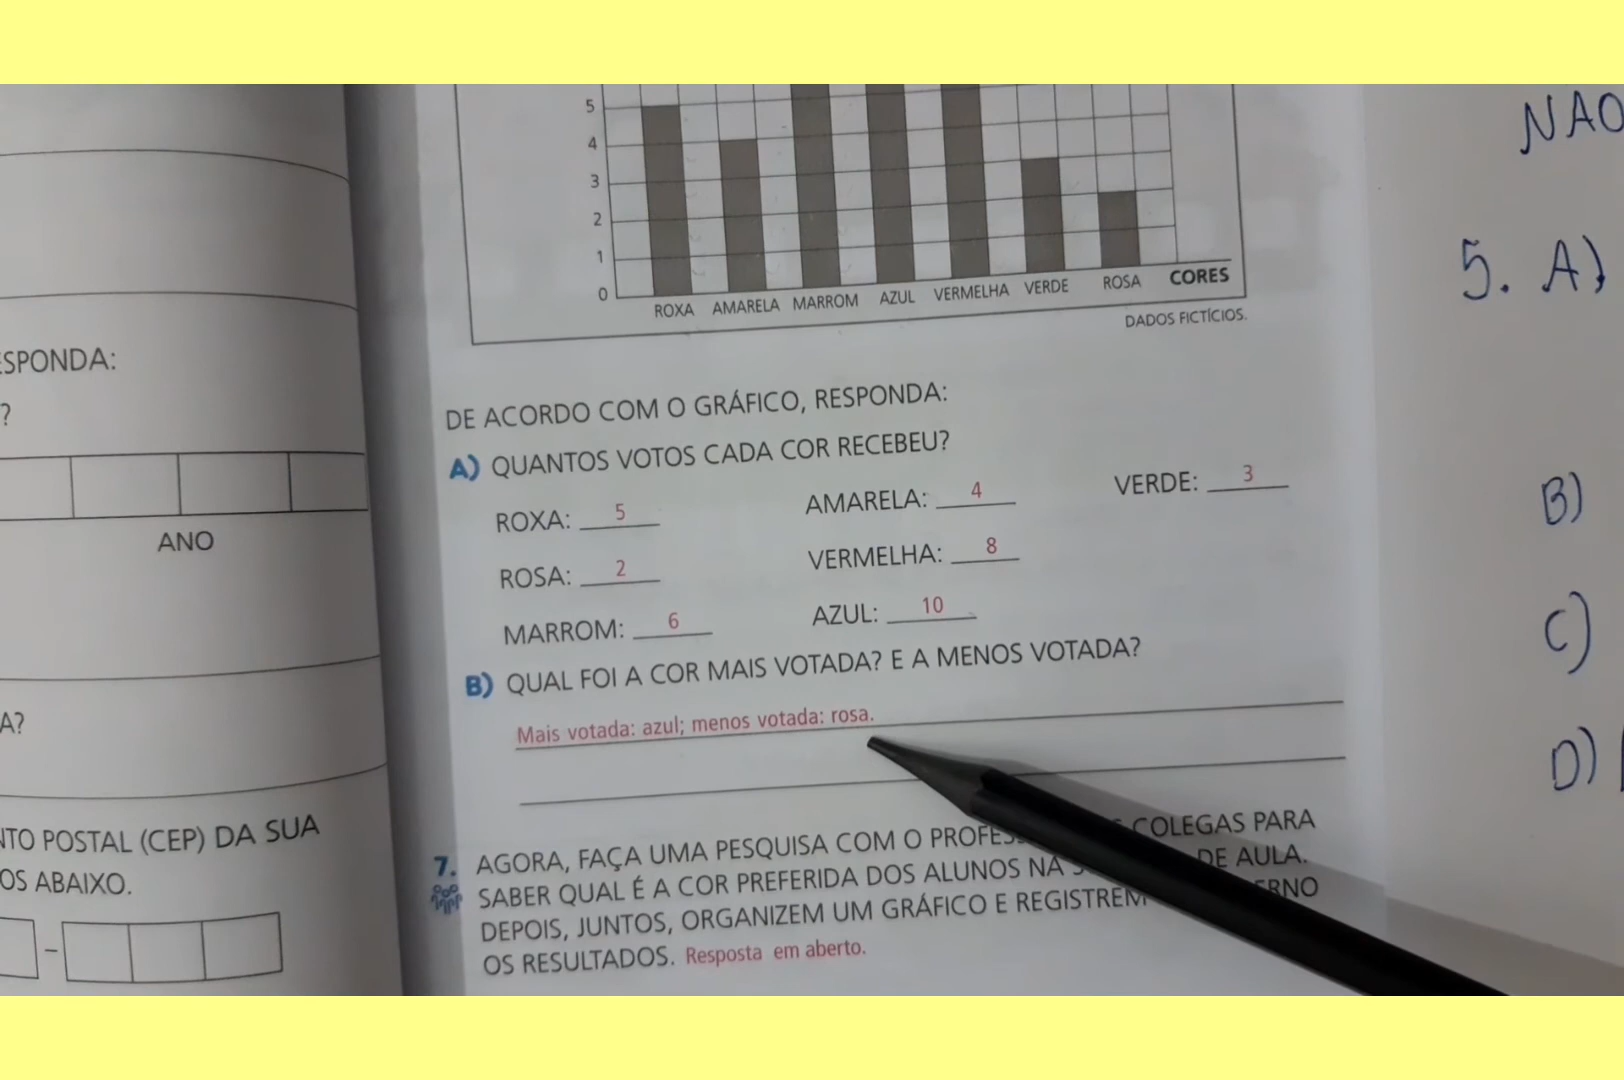 SPONDA:
?
ANO
A?
NTO POSTAL (CEP) DA SUA
OS ABAIXO.
–
5
4
3
2
1
0
ROXA AMARELA MARROM AZUL VERMELHA VERDE ROSA CORES
DADOS FICTÍCIOS.
DE ACORDO COM O GRÁFICO, RESPONDA:
A) QUANTOS VOTOS CADA COR RECEBEU?
ROXA: 5 AMARELA: 4 VERDE: 3
ROSA: 2 VERMELHA: 8
MARROM: 6 AZUL: 10
B) QUAL FOI A COR MAIS VOTADA? E A MENOS VOTADA?
Mais votada: azul; menos votada: rosa.
7. AGORA, FAÇA UMA PESQUISA COM O COLEGAS PARA
SABER QUAL É A COR PREFERIDA DOS ALUNOS NA DE AULA.
DEPOIS, JUNTOS, ORGANIZEM UM GRÁFICO E REGISTREM
OS RESULTADOS. Resposta em aberto.
NAO
5. A)
B)
C)
D)